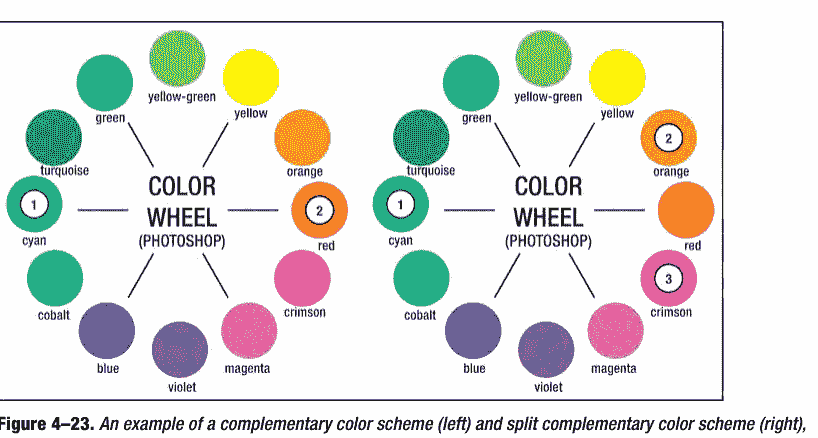 yellow-green
green
yellow
turquoise
orange
COLOR
WHEEL
(PHOTOSHOP)
1
2
cyan
red
cobalt
crimson
blue
magenta
violet
yellow-green
green
yellow
2
turquoise
orange
COLOR
WHEEL
(PHOTOSHOP)
1
cyan
red
3
cobalt
crimson
blue
magenta
violet
Figure 4–23. An example of a complementary color scheme (left) and split complementary color scheme (right),